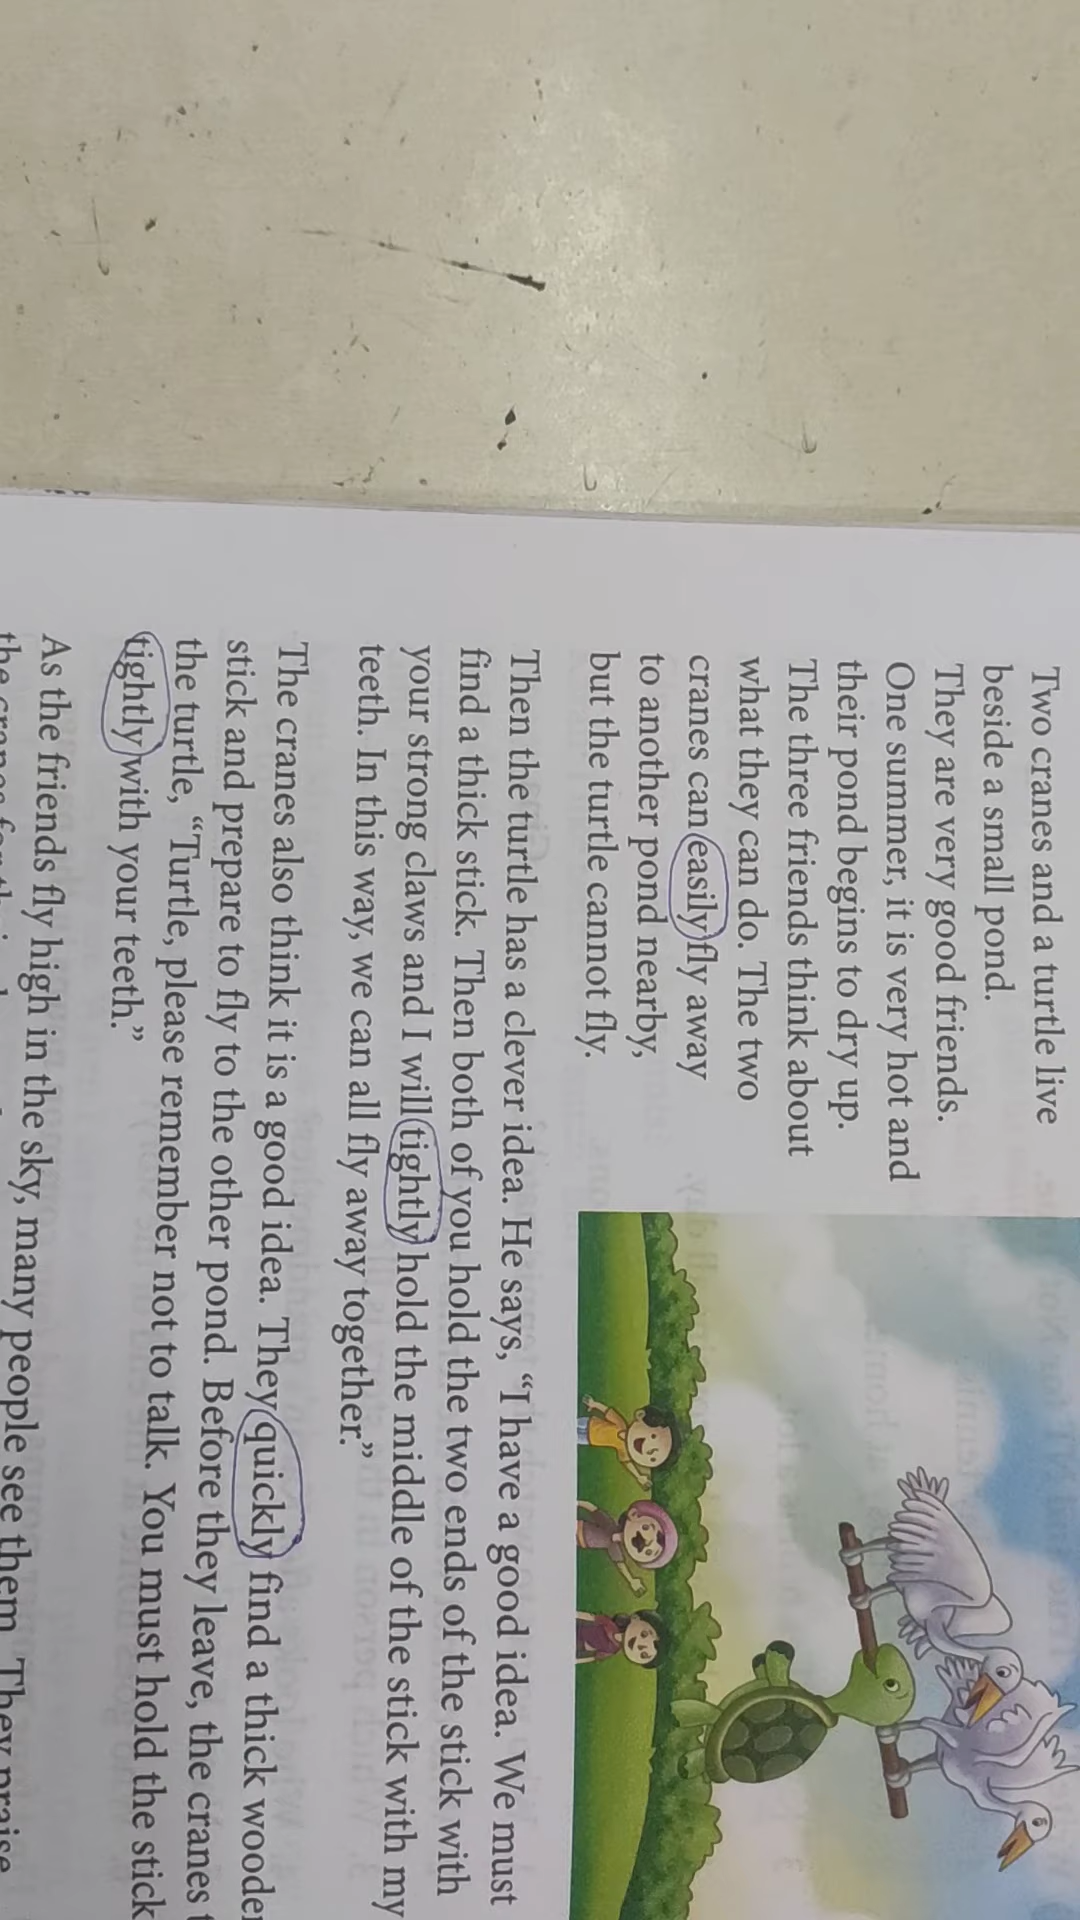 Two cranes and a turtle live
beside a small pond.
They are very good friends.
One summer, it is very hot and
their pond begins to dry up.
The three friends think about
what they can do. The two
cranes can easily fly away
to another pond nearby,
but the turtle cannot fly.
Then the turtle has a clever idea. He says, “I have a good idea. We must
find a thick stick. Then both of you hold the two ends of the stick with
your strong claws and I will tightly hold the middle of the stick with my
teeth. In this way, we can all fly away together.”
The cranes also think it is a good idea. They quickly find a thick
stick and prepare to fly to the other pond. Before they leave, the cranes
the turtle, “Turtle, please remember not to talk. You must hold the stick
tightly with your teeth.”
As the friends fly high in the sky, many people see them. They praise